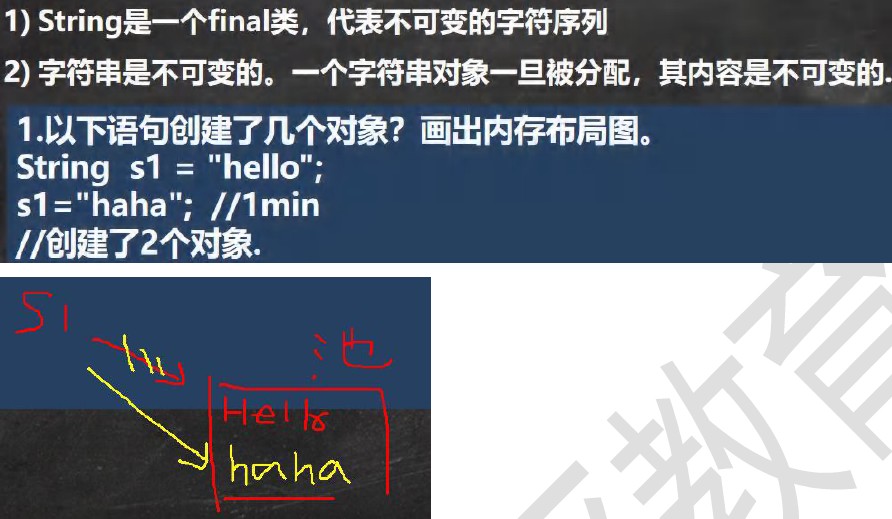 1) String是一个final类，代表不可变的字符序列
2) 字符串是不可变的。一个字符串对象一旦被分配，其内容是不可变的.
1.以下语句创建了几个对象？画出内存布局图。
String s1 = "hello";
s1="haha"; //1min
//创建了2个对象.
S1
池
Hello
haha
教育